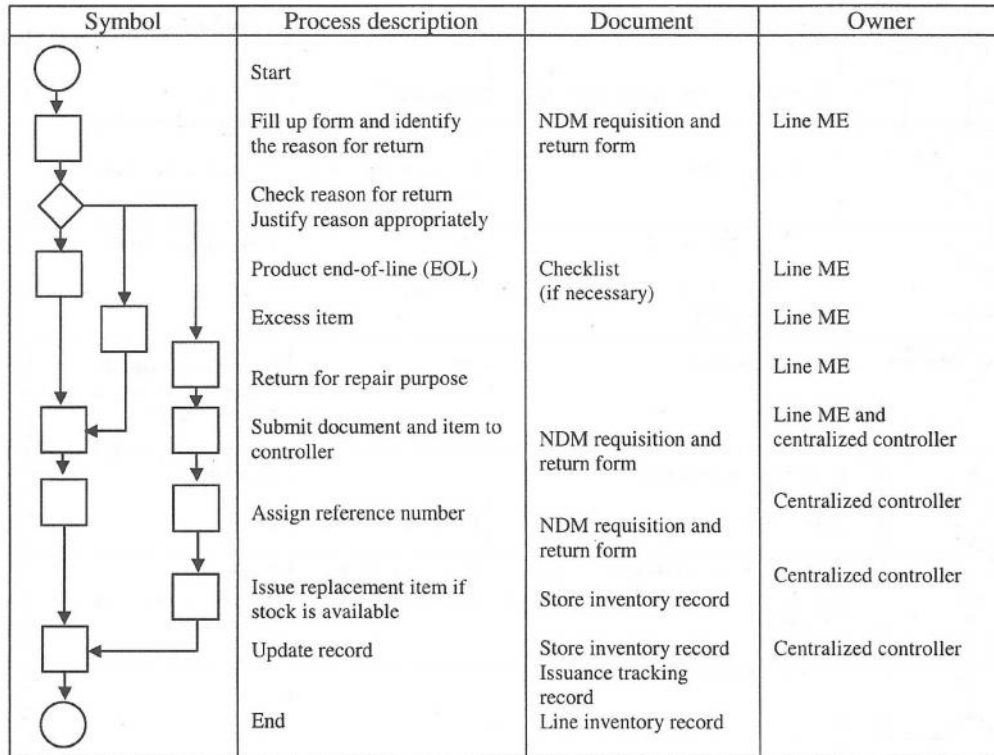 Symbol
Process description
Document
Owner
Start
Fill up form and identify
the reason for return
NDM requisition and
return form
Line ME
Check reason for return
Justify reason appropriately
Product end-of-line (EOL)
Checklist
(if necessary)
Line ME
Excess item
Line ME
Return for repair purpose
Line ME
Submit document and item to
controller
NDM requisition and
return form
Line ME and
centralized controller
Assign reference number
NDM requisition and
return form
Centralized controller
Issue replacement item if
stock is available
Store inventory record
Centralized controller
Update record
Store inventory record
Issuance tracking
record
Centralized controller
End
Line inventory record